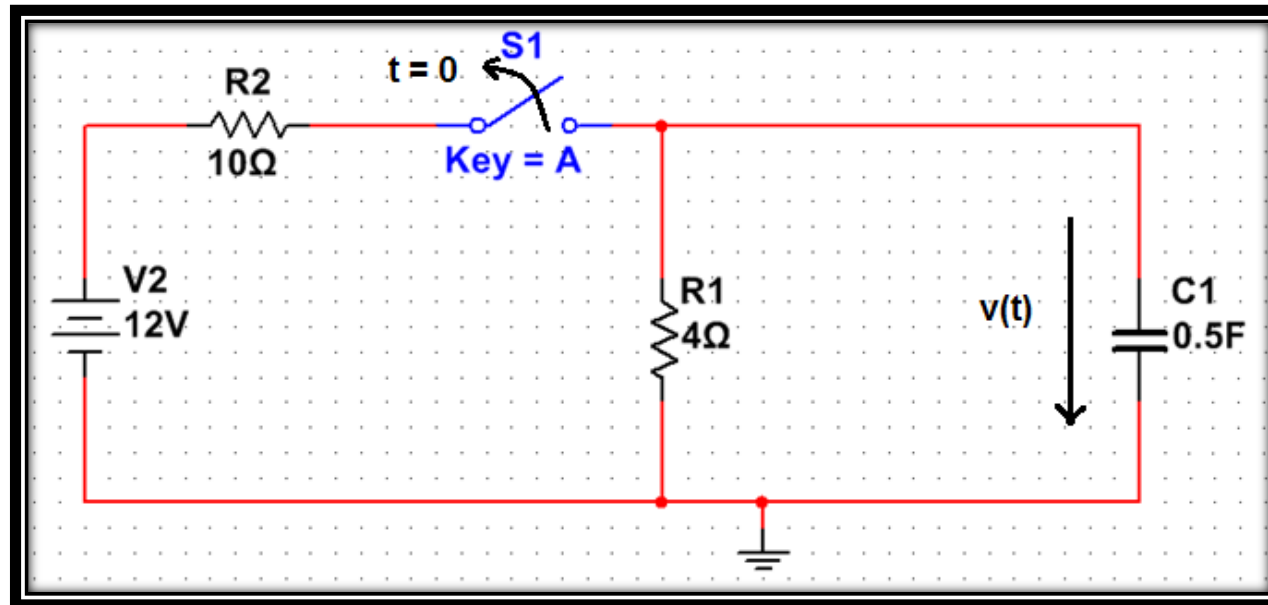 S1
t = 0
R2
10Ω
Key = A
V2
12V
R1
4Ω
v(t)
C1
0.5F